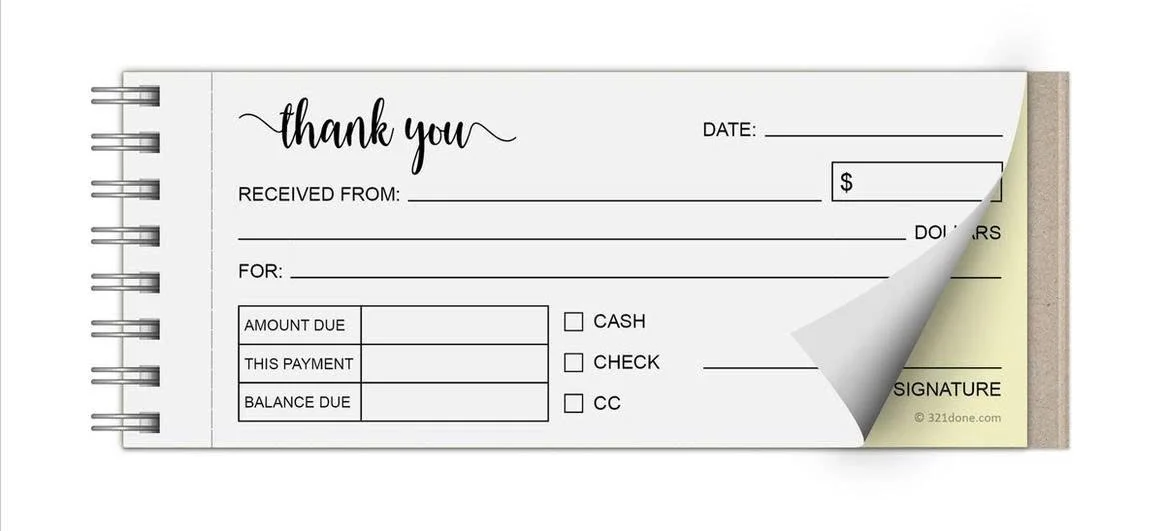 thank you
DATE:
$
RECEIVED FROM:
FOR:
AMOUNT DUE
THIS PAYMENT
BALANCE DUE
CASH
CHECK
CC
SIGNATURE
© 321done.com